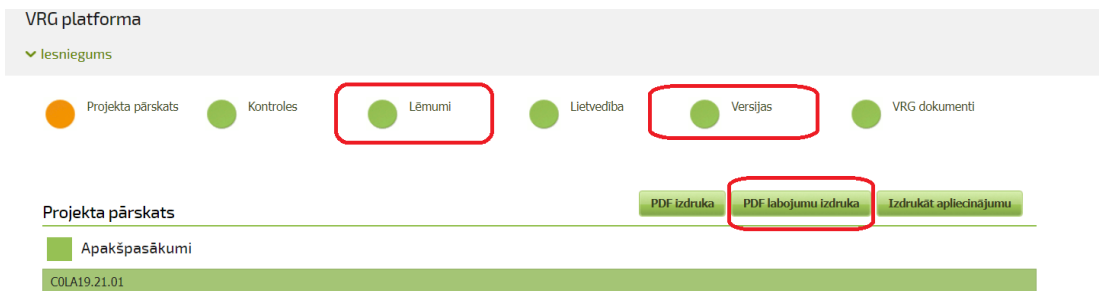 VRG platforma
Iesniegums
Projekta pārskats Kontroles Lēmumi Lietvedība Versijas VRG dokumenti
PDF izdruka PDF labojumu izdruka Izdrukāt apliecinājumu
Projekta pārskats
Apakšpasākumi
C0LA19.21.01